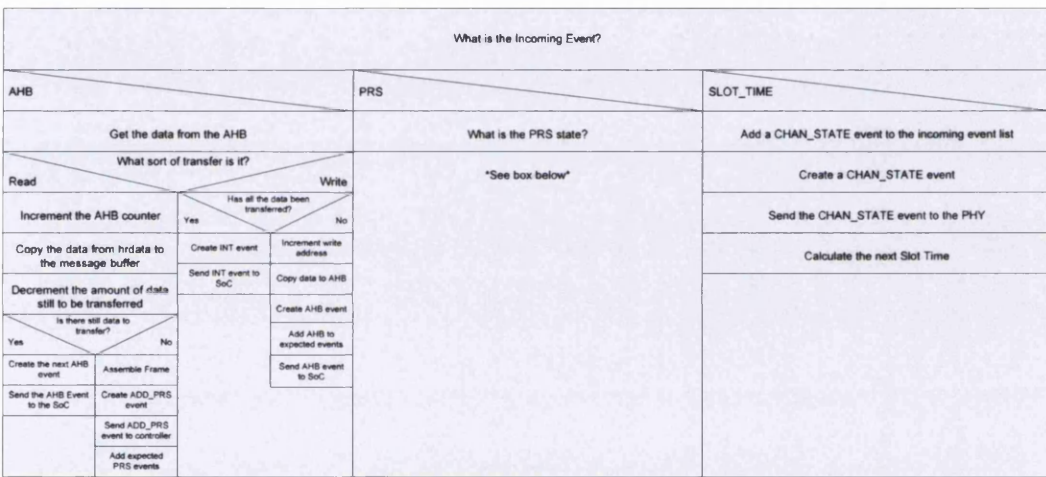 What is the Incoming Event?
AHB
PRS
SLOT_TIME
Get the data from the AHB
What is the PRS state?
Add a CHAN_STATE event to the incoming event list
What sort of transfer is it?
Read
Write
*See box below*
Create a CHAN_STATE event
Increment the AHB counter
Has all the data been
transferred?
Yes
No
Send the CHAN_STATE event to the PHY
Copy the data from hrdata to
the message buffer
Create INT event
Increment write
address
Calculate the next Slot Time
Decrement the amount of data
still to be transferred
Send INT event to
SoC
Copy data to AHB
Is there still data to
transfer?
Yes
No
Create AHB event
Add AHB to
expected events
Create the next AHB
event
Assemble Frame
Send AHB event
to SoC
Send the AHB Event
to the SoC
Create ADD_PRS
event
Send ADD_PRS
event to controller
Add expected
PRS events